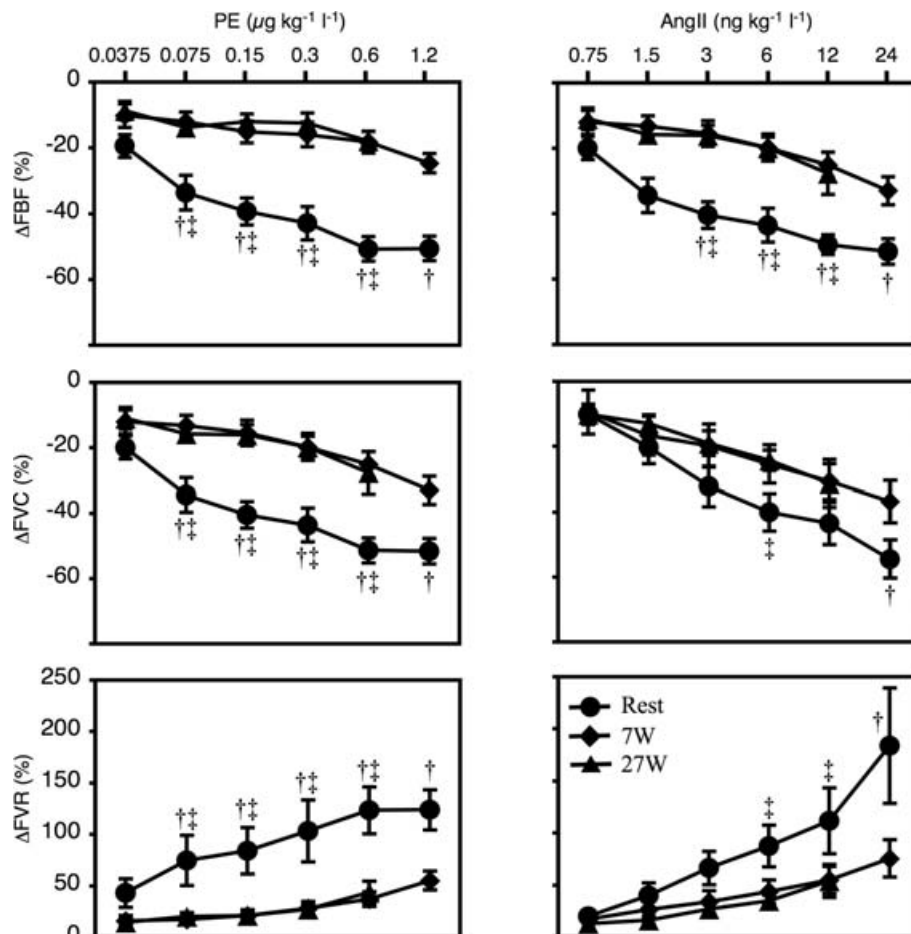 PE (µg kg⁻¹ l⁻¹)
0.0375 0.075 0.15 0.3 0.6 1.2
AngII (ng kg⁻¹ l⁻¹)
0.75 1.5 3 6 12 24
ΔFBF (%)
0
-20
-40
-60
†‡ †‡ †‡ †‡ †
†‡ †‡ †‡ †
ΔFVC (%)
0
-20
-40
-60
†‡ †‡ †‡ †‡ †
‡ †
ΔFVR (%)
250
200
150
100
50
0
†‡ †‡ †‡ †‡ †
‡ ‡ †
Rest
7W
27W